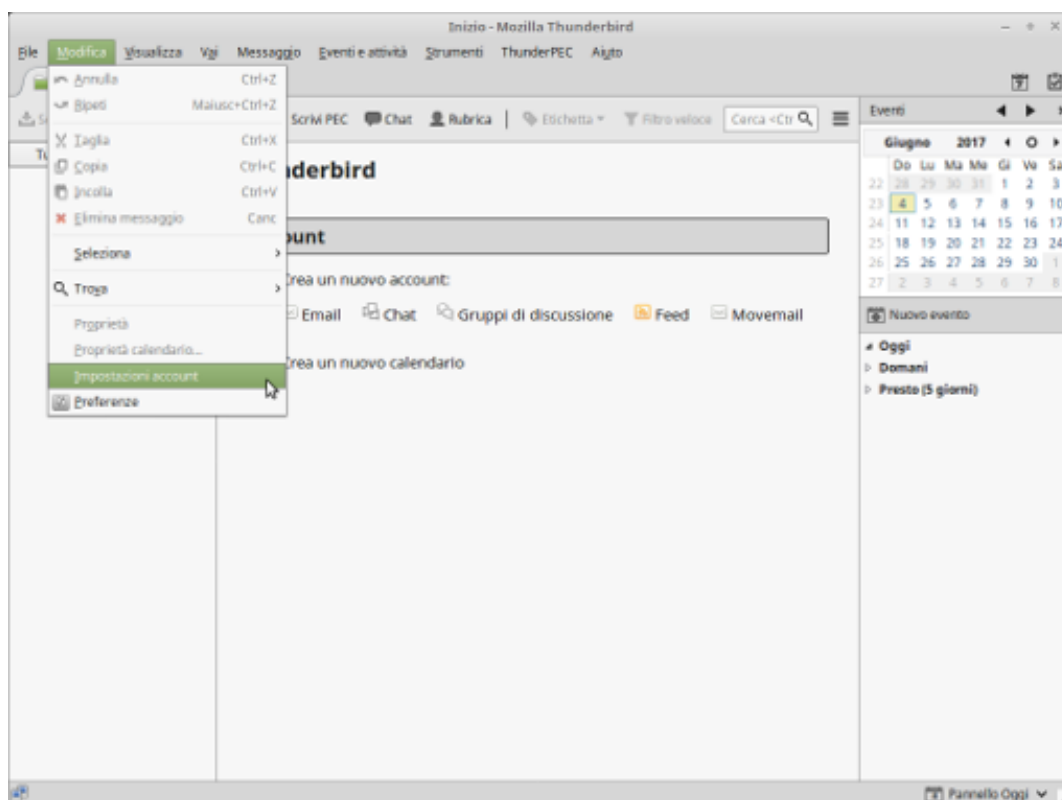 Inizio - Mozilla Thunderbird
File Modifica Visualizza Vai Messaggio Eventi e attività Strumenti ThunderPEC Aiuto
Annulla Ctrl+Z
Ripeti Maiusc+Ctrl+Z
Taglia Ctrl+X
Copia Ctrl+C
Incolla Ctrl+V
Elimina messaggio Canc
Seleziona
Trova
Proprietà
Proprietà calendario...
Impostazioni account
Preferenze
Scrivi PEC Chat Rubrica Etichetta Filtro veloce Cerca <Ctr
Tu
nderbird
ount
Crea un nuovo account:
Email Chat Gruppi di discussione Feed Movemail
Crea un nuovo calendario
Eventi
Giugno 2017
Do Lu Ma Me Gi Ve Sa
22 28 29 30 31 1 2 3
23 4 5 6 7 8 9 10
24 11 12 13 14 15 16 17
25 18 19 20 21 22 23 24
26 25 26 27 28 29 30 1
27 2 3 4 5 6 7 8
Nuovo evento
Oggi
Domani
Presto (5 giorni)
Pannello Oggi